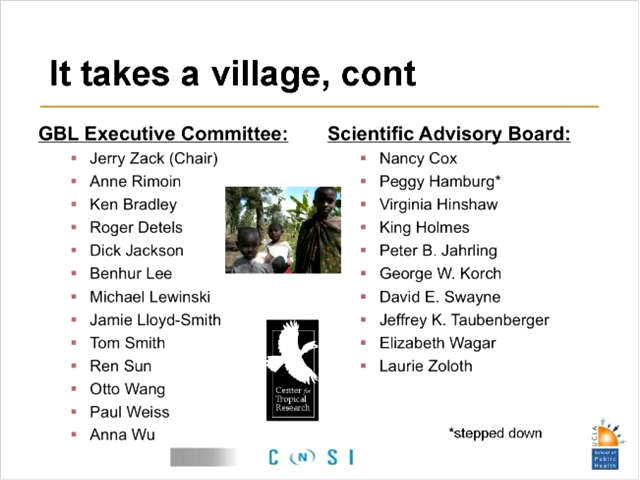 It takes a village, cont
GBL Executive Committee:
Jerry Zack (Chair)
Anne Rimoin
Ken Bradley
Roger Detels
Dick Jackson
Benhur Lee
Michael Lewinski
Jamie Lloyd-Smith
Tom Smith
Ren Sun
Otto Wang
Paul Weiss
Anna Wu
Scientific Advisory Board:
Nancy Cox
Peggy Hamburg*
Virginia Hinshaw
King Holmes
Peter B. Jahrling
George W. Korch
David E. Swayne
Jeffrey K. Taubenberger
Elizabeth Wagar
Laurie Zoloth
Center for
Tropical
Research
*stepped down
CNSI
UCLA
School of
Public
Health